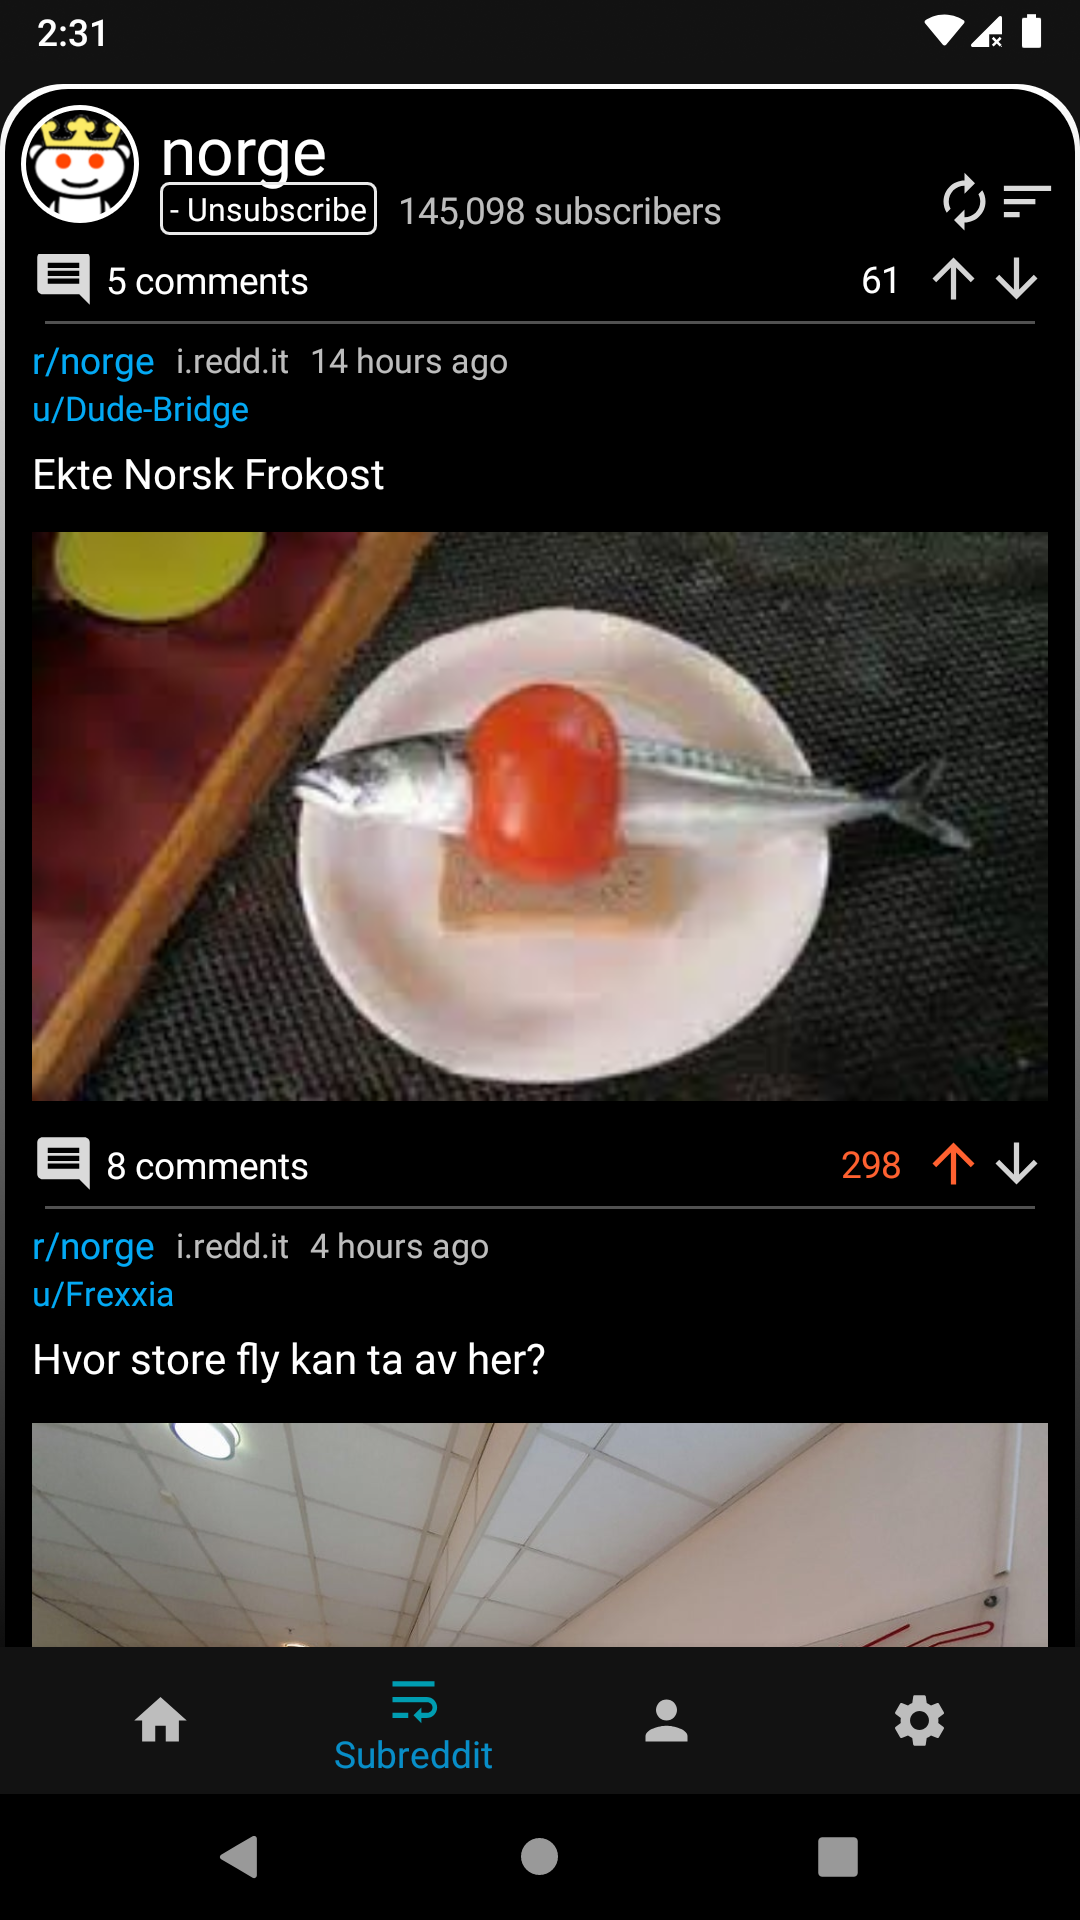 2:31
norge
- Unsubscribe 145,098 subscribers
5 comments 61
r/norge i.redd.it 14 hours ago
u/Dude-Bridge
Ekte Norsk Frokost
8 comments 298
r/norge i.redd.it 4 hours ago
u/Frexxia
Hvor store fly kan ta av her?
Subreddit